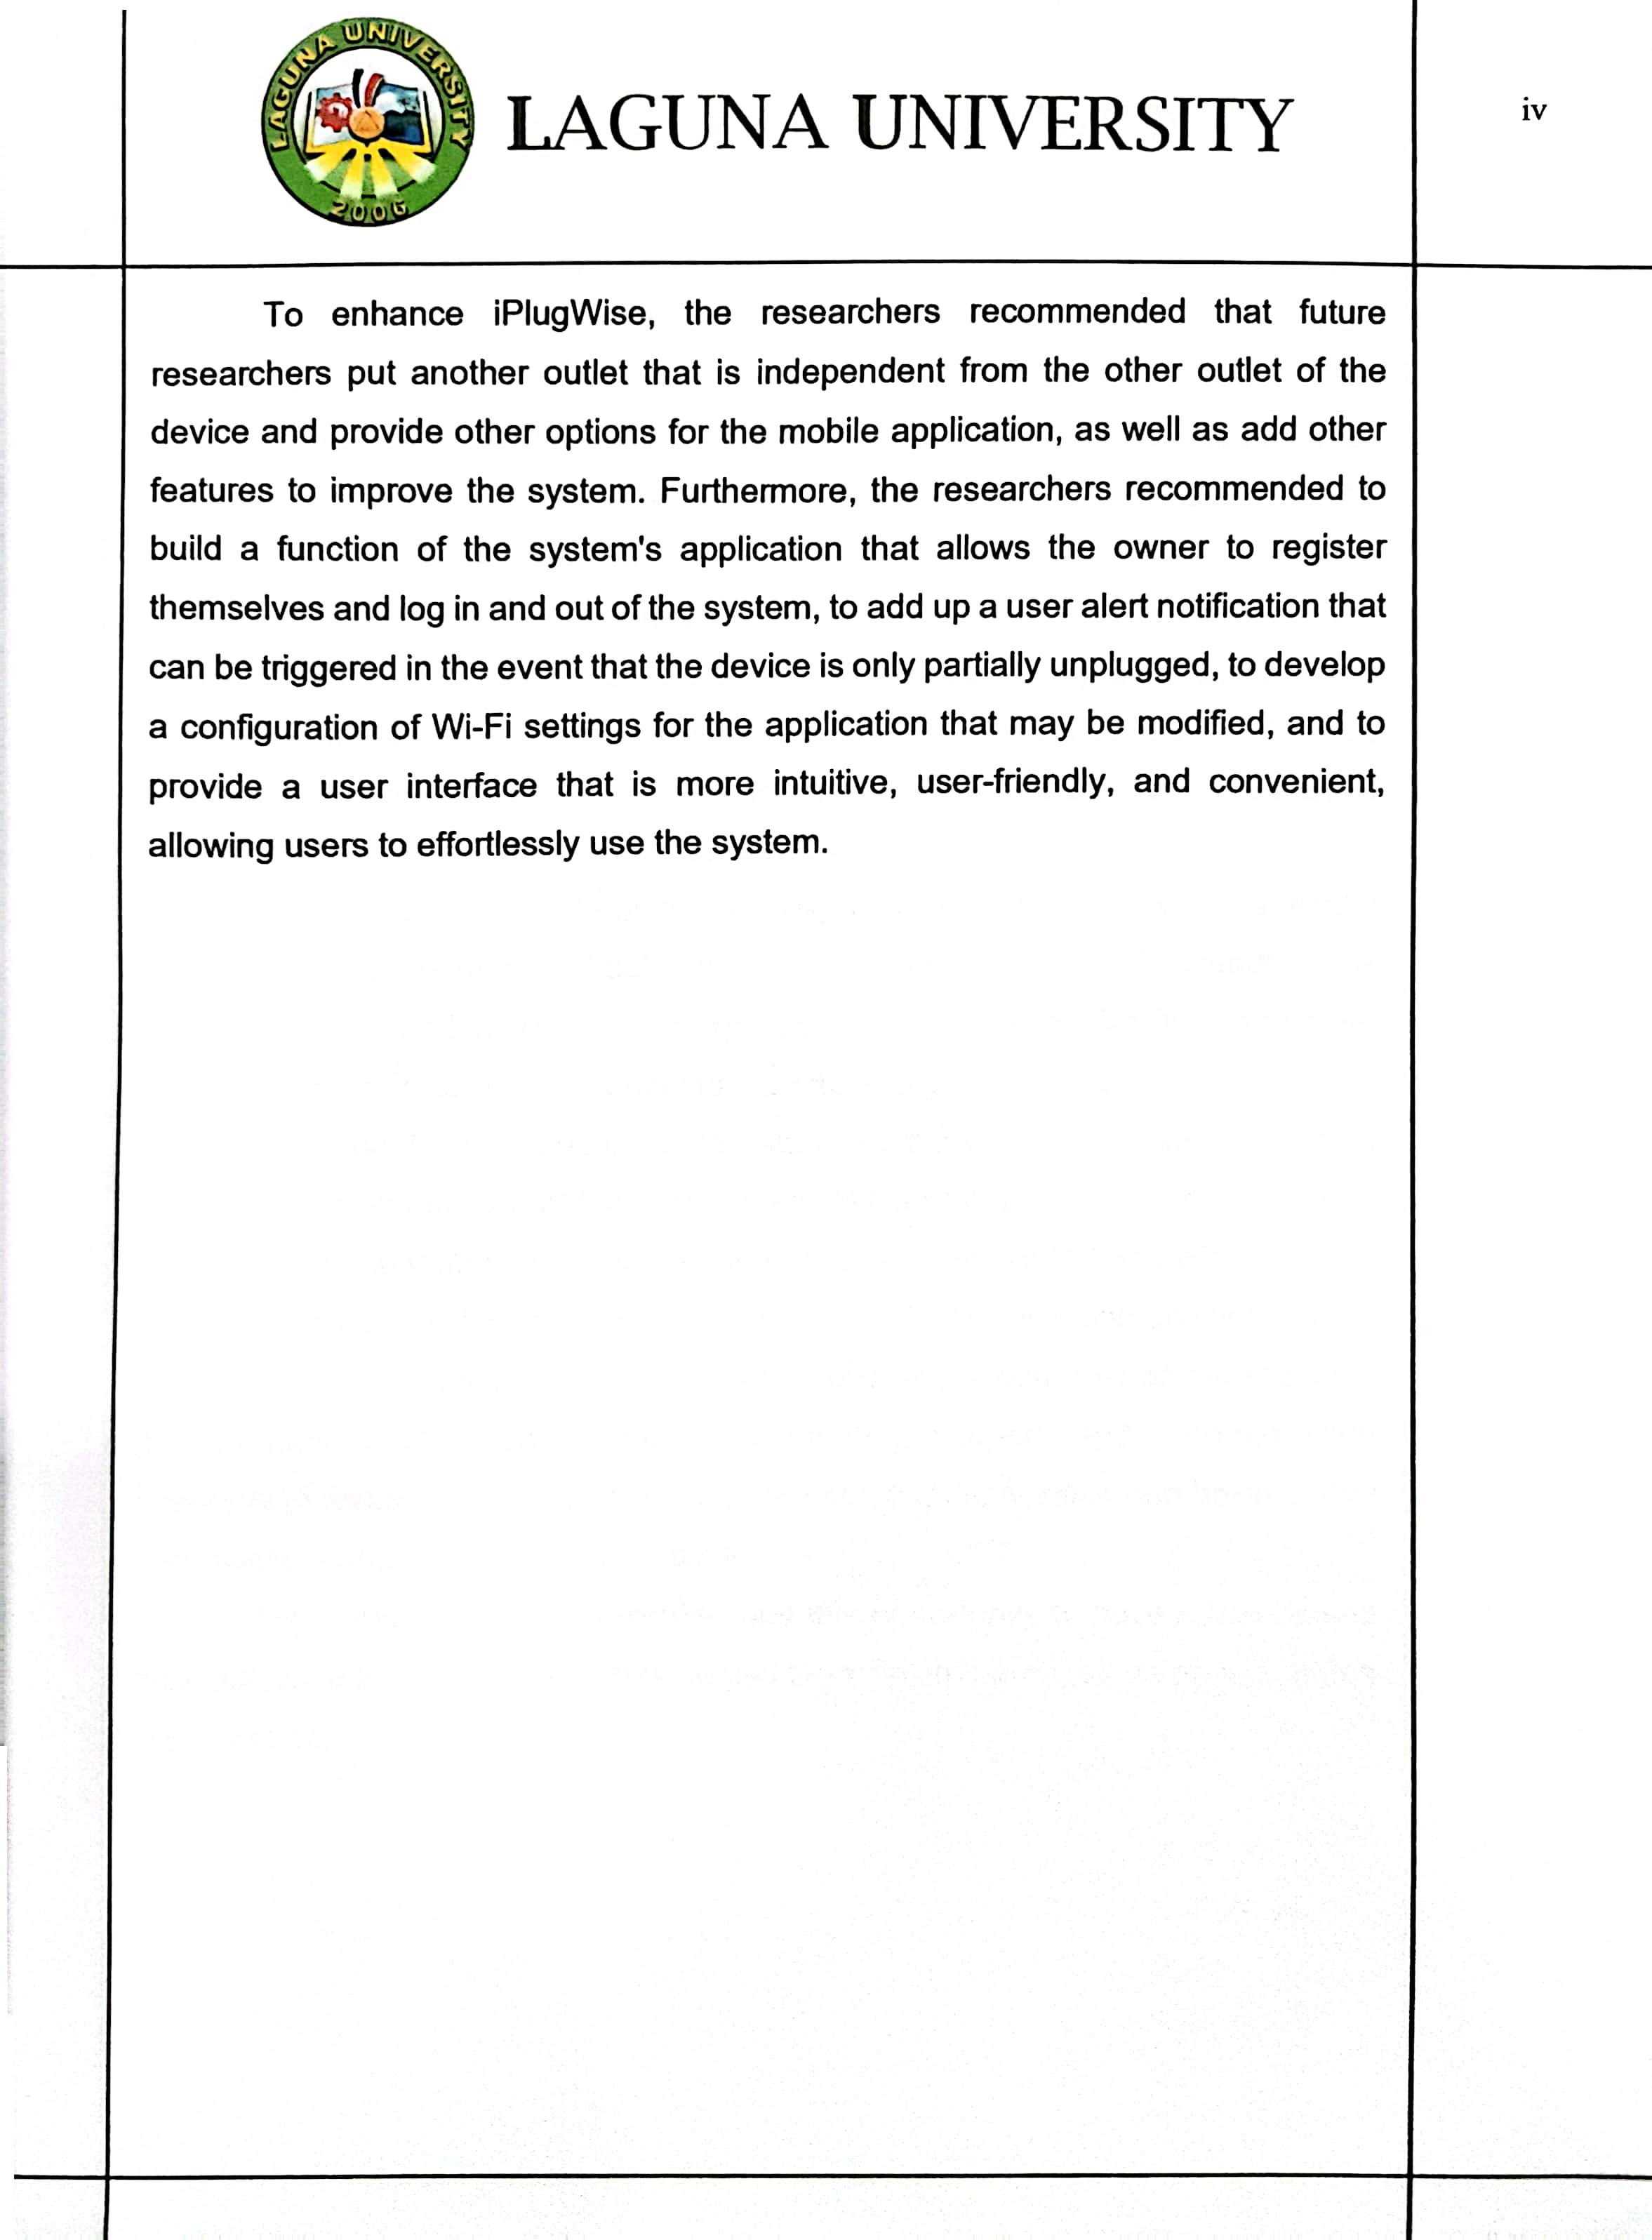 LAGUNA UNIVERSITY
2006
LAGUNA UNIVERSITY
iv
To enhance iPlugWise, the researchers recommended that future
researchers put another outlet that is independent from the other outlet of the
device and provide other options for the mobile application, as well as add other
features to improve the system. Furthermore, the researchers recommended to
build a function of the system's application that allows the owner to register
themselves and log in and out of the system, to add up a user alert notification that
can be triggered in the event that the device is only partially unplugged, to develop
a configuration of Wi-Fi settings for the application that may be modified, and to
provide a user interface that is more intuitive, user-friendly, and convenient,
allowing users to effortlessly use the system.